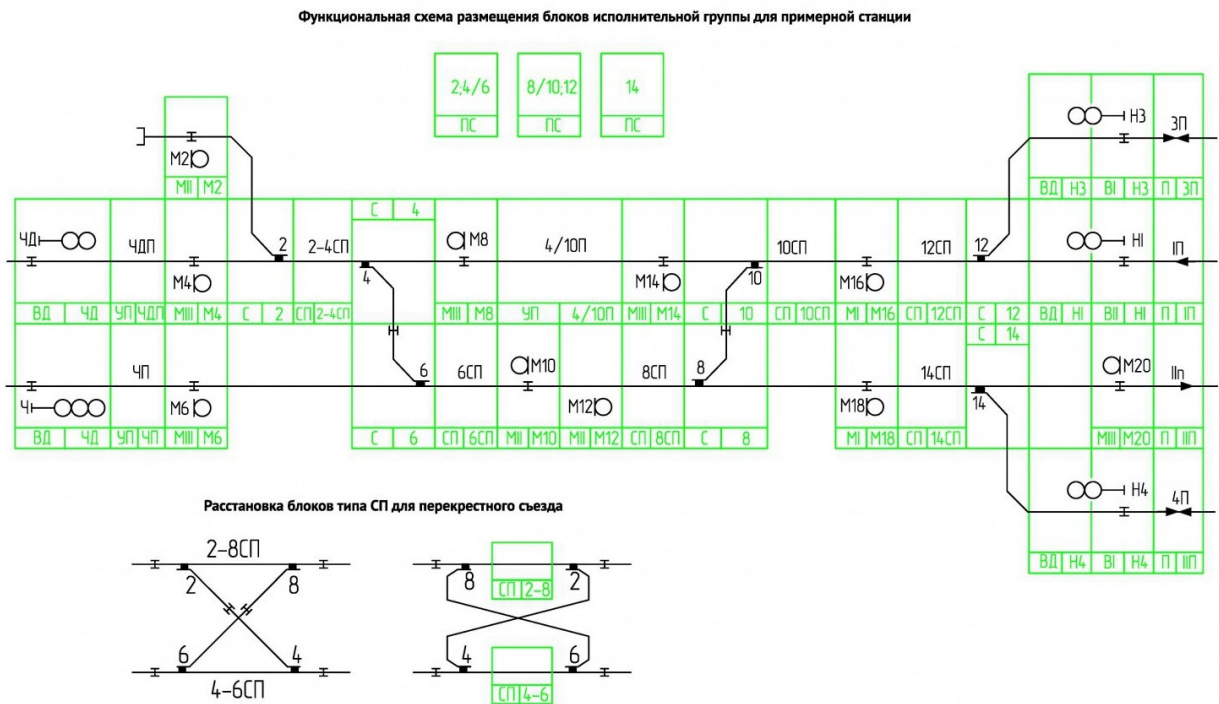 Функциональная схема размещения блоков исполнительной группы для примерной станции
2;4/6 8/10;12 14
ПС ПС ПС
Н3 3П
М2
МII М2 ВД Н3 ВI Н3 П 3П
С 4
ЧД ЧДП 2 2-4СП М8 4/10П 10СП 12СП 12 Н1 IП
М4 4 М14 10 М16
ВД ЧД УП ЧДП МIII М4 С 2 СП 2-4СП МIII М8 УП 4/10П МIII М14 С 10 СП 10СП МI М16 СП 12СП С 12 ВД Н1 ВII Н1 П IП
С 14
ЧП 6 6СП М10 8СП 8 14СП М20 IIп
Ч М6 М12 М18 14
ВД ЧД УП ЧП МIII М6 С 6 СП 6СП МII М10 МII М12 СП 8СП С 8 МI М18 СП 14СП МIII М20 П IIП
Н4 4П
ВД Н4 ВI Н4 П IIП
Расстановка блоков типа СП для перекрестного съезда
2-8СП
2 8 8 2
СП 2-8
6 4 4 6
4-6СП
СП 4-6